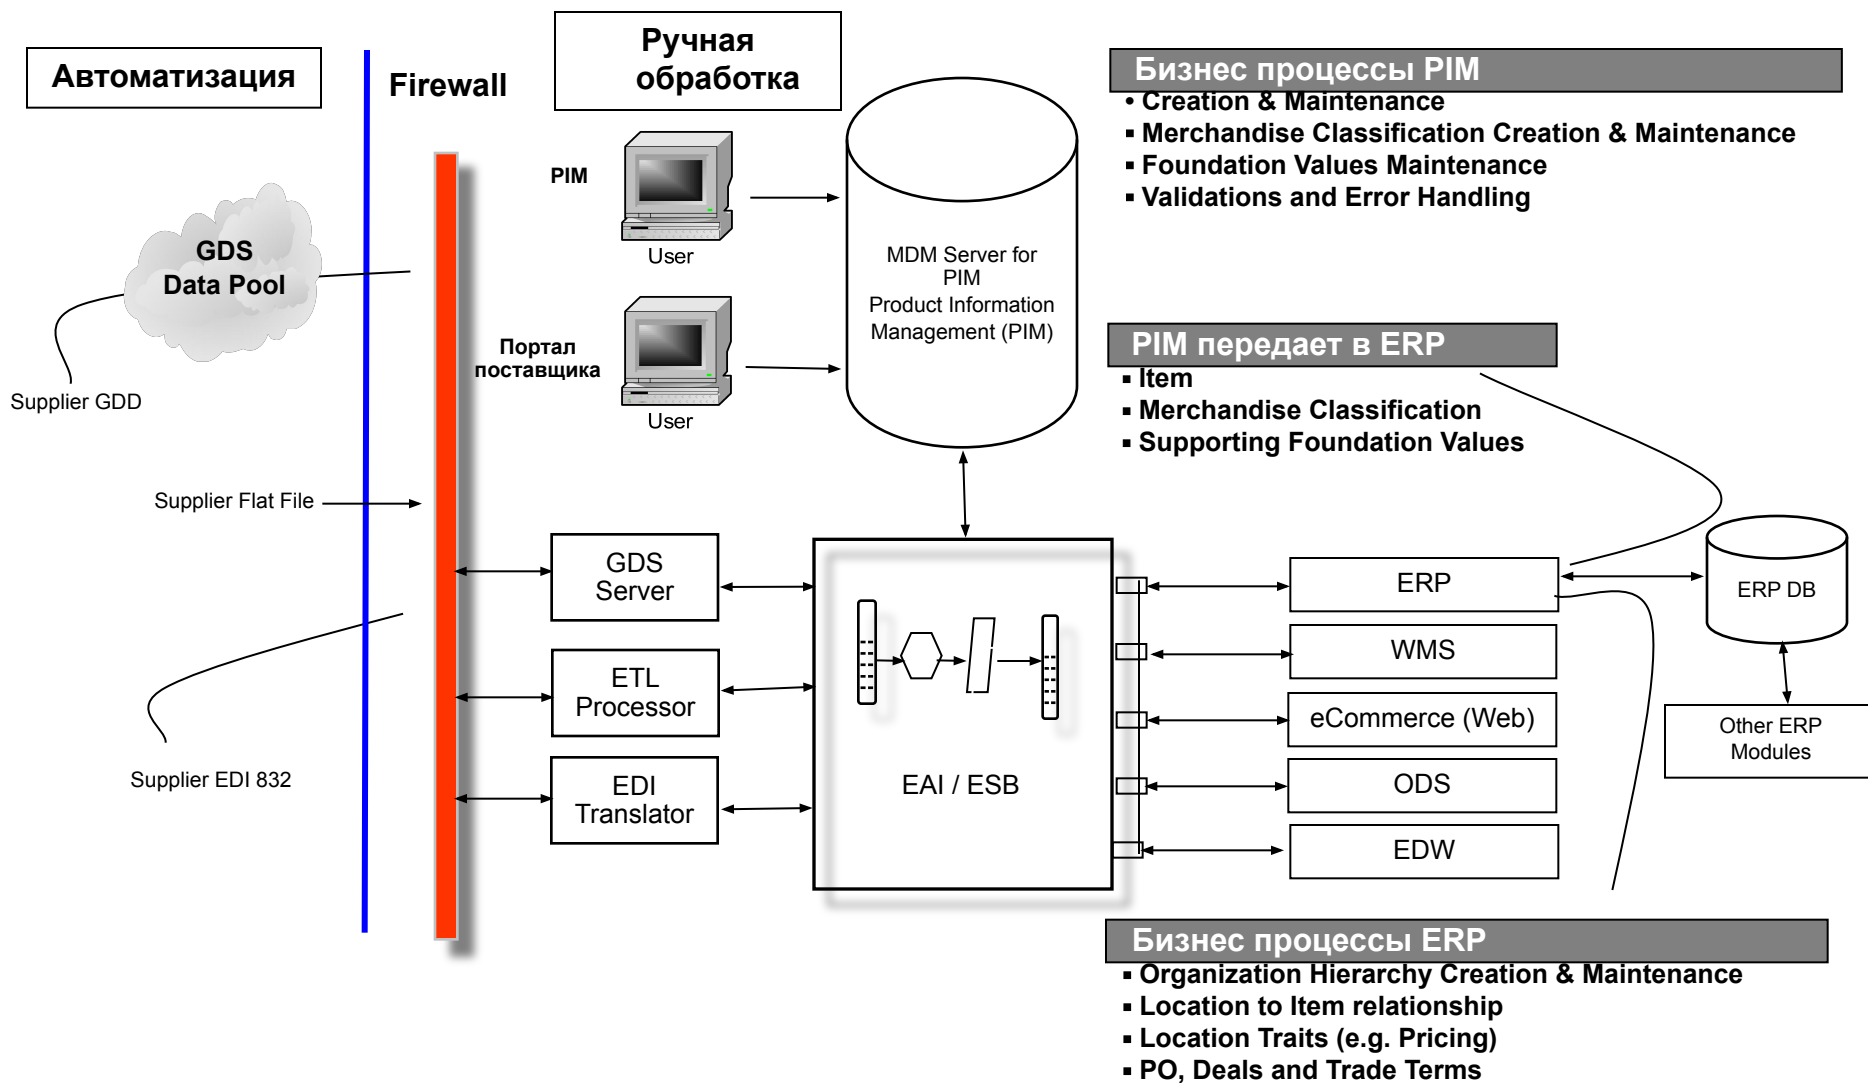 Автоматизация
Firewall
Ручная
обработка
GDS
Data Pool
Supplier GDD
Supplier Flat File
Supplier EDI 832
PIM
User
Портал
поставщика
User
MDM Server for
PIM
Product Information
Management (PIM)
Бизнес процессы PIM
• Creation & Maintenance
▪ Merchandise Classification Creation & Maintenance
▪ Foundation Values Maintenance
▪ Validations and Error Handling
PIM передает в ERP
▪ Item
▪ Merchandise Classification
▪ Supporting Foundation Values
GDS
Server
ETL
Processor
EDI
Translator
EAI / ESB
ERP
WMS
eCommerce (Web)
ODS
EDW
ERP DB
Other ERP
Modules
Бизнес процессы ERP
▪ Organization Hierarchy Creation & Maintenance
▪ Location to Item relationship
▪ Location Traits (e.g. Pricing)
▪ PO, Deals and Trade Terms